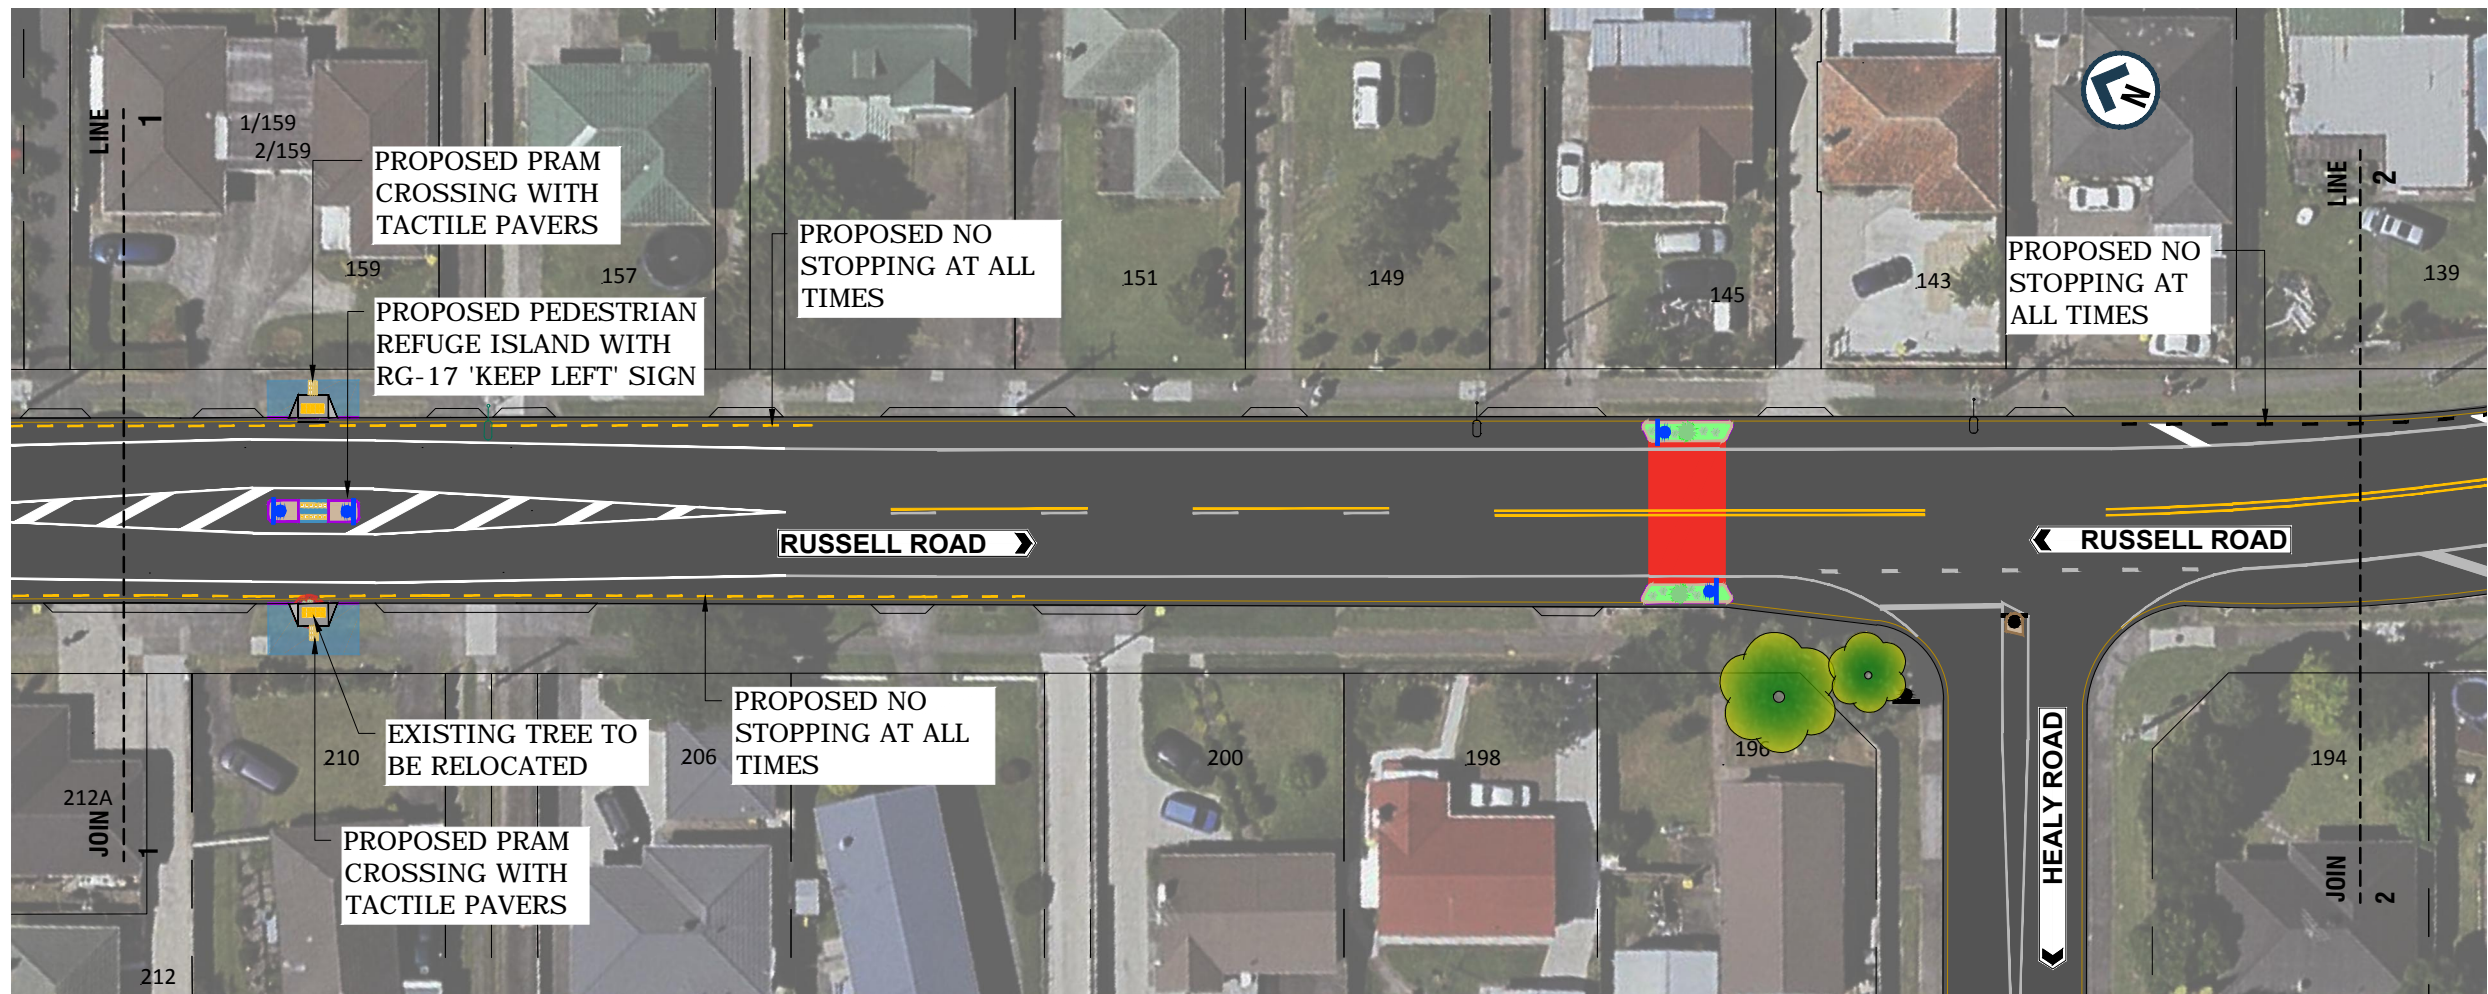 LINE
1
1/159
2/159
PROPOSED PRAM
CROSSING WITH
TACTILE PAVERS
159
PROPOSED PEDESTRIAN
REFUGE ISLAND WITH
RG-17 'KEEP LEFT' SIGN
157
PROPOSED NO
STOPPING AT ALL
TIMES
151
149
145
143
N
PROPOSED NO
STOPPING AT
ALL TIMES
LINE
2
139
RUSSELL ROAD
RUSSELL ROAD
212A
JOIN
1
212
210
EXISTING TREE TO
BE RELOCATED
PROPOSED PRAM
CROSSING WITH
TACTILE PAVERS
206
PROPOSED NO
STOPPING AT ALL
TIMES
200
198
196
HEALY ROAD
194
JOIN
2